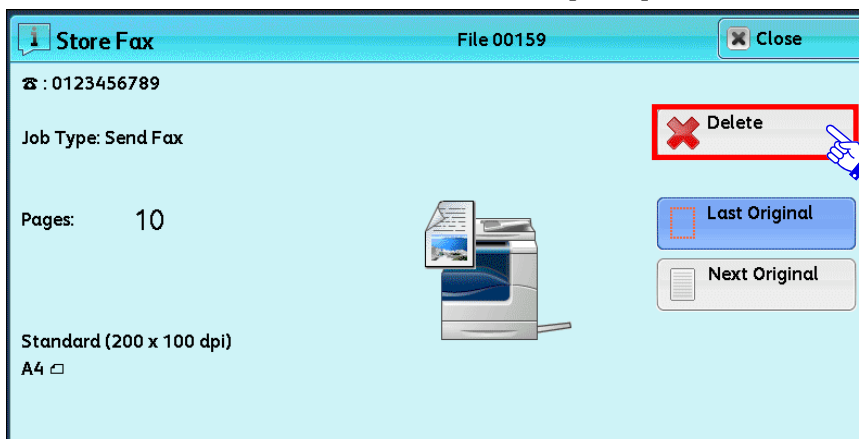 Store Fax File 00159 Close
☎ : 0123456789
Delete
Job Type: Send Fax
Last Original
Pages: 10
Next Original
Standard (200 x 100 dpi)
A4